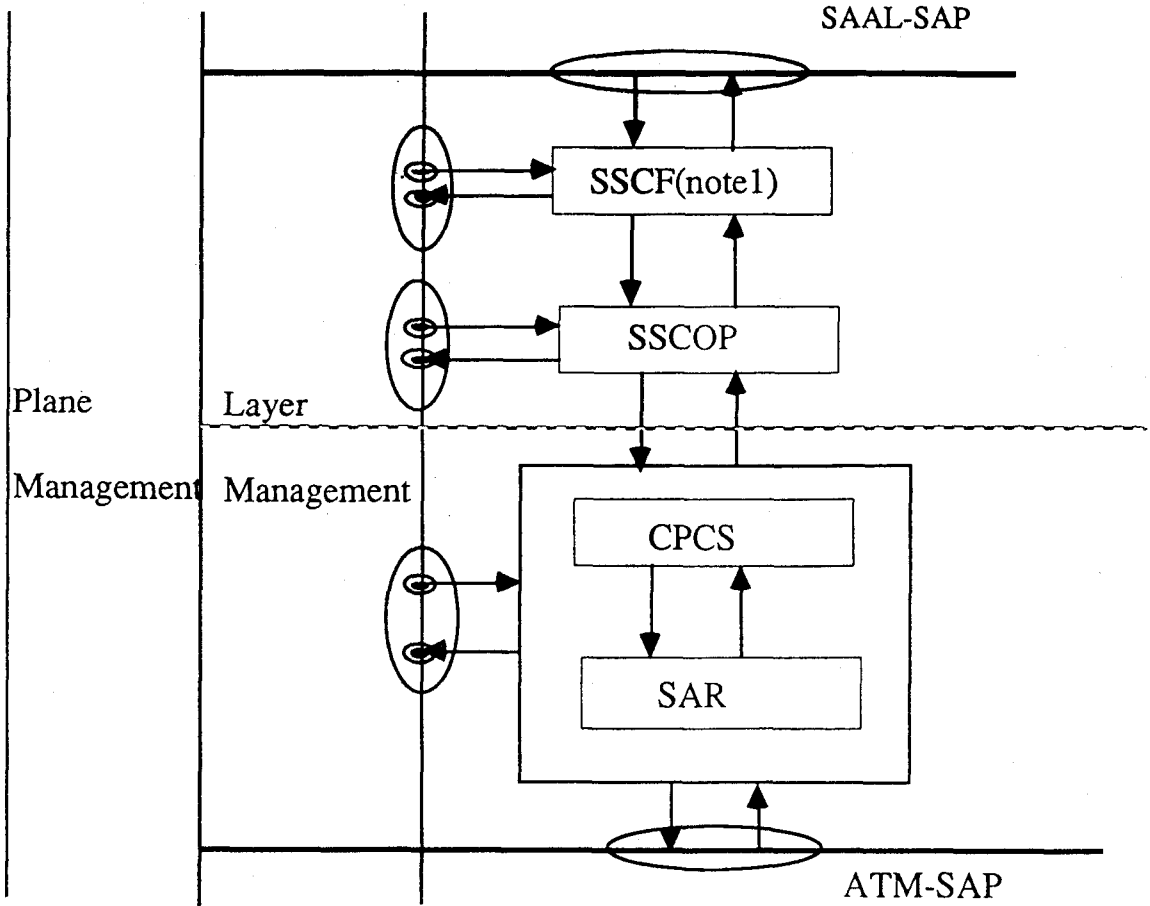 SAAL-SAP
SSCF(note1)
SSCOP
Plane
Layer
Management
Management
CPCS
SAR
ATM-SAP